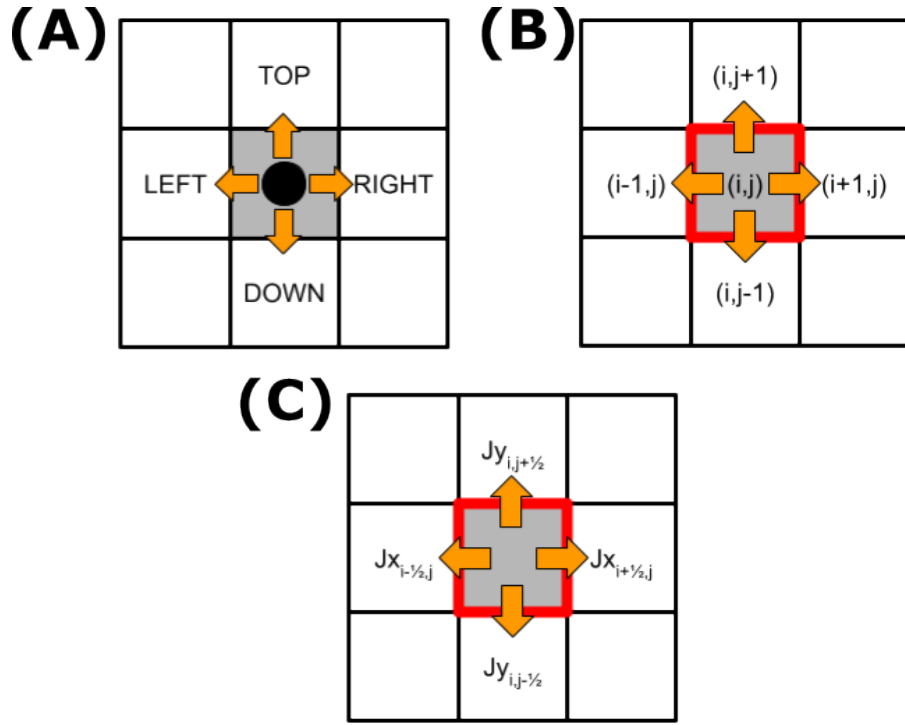 (A)
TOP
LEFT
RIGHT
DOWN
(B)
(i,j+1)
(i-1,j)
(i,j)
(i+1,j)
(i,j-1)
(C)
Jy i,j+½
Jx i-½,j
Jx i+½,j
Jy i,j-½